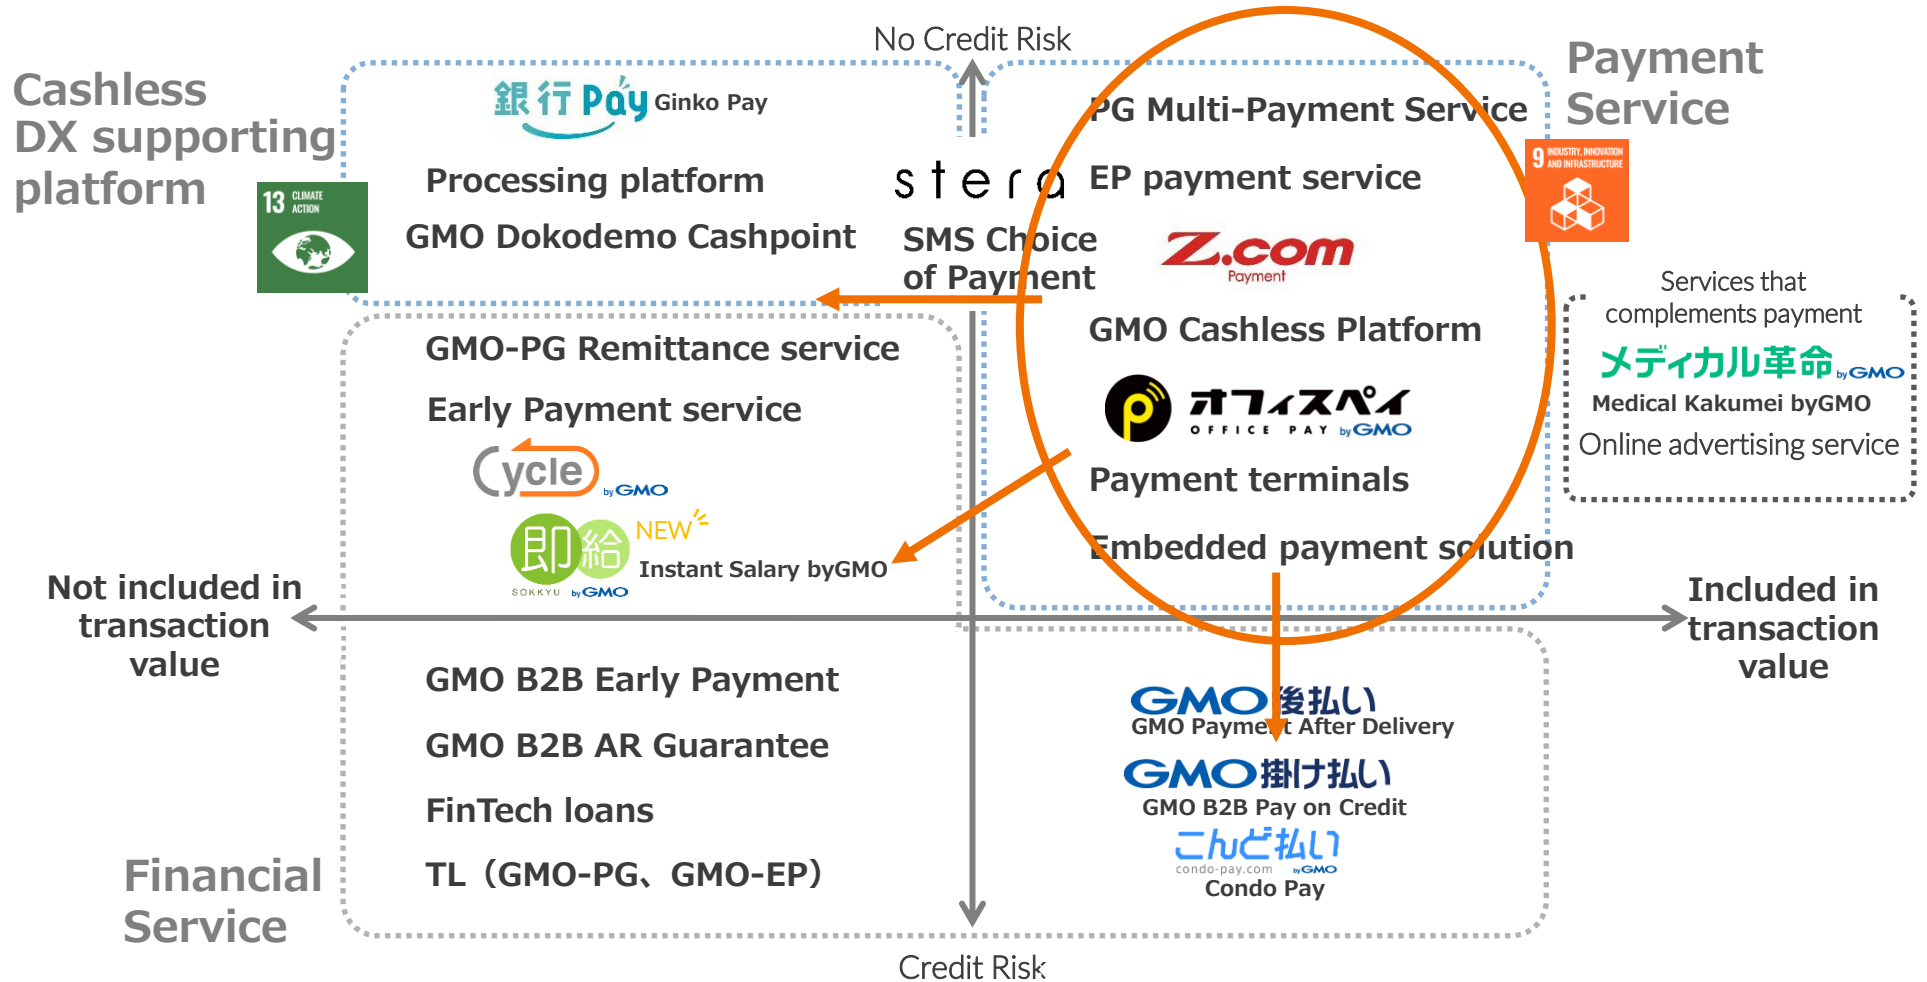 No Credit Risk
Cashless
DX supporting
platform
13 CLIMATE
ACTION
銀行 Pay Ginko Pay
Processing platform
GMO Dokodemo Cashpoint
stera
SMS Choice
of Payment
Payment
Service
PG Multi-Payment Service
EP payment service
9 INDUSTRY, INNOVATION
AND INFRASTRUCTURE
Z.com
Payment
GMO Cashless Platform
オフィスペイ
OFFICE PAY byGMO
Payment terminals
Embedded payment solution
Services that
complements payment
メディカル革命 byGMO
Medical Kakumei byGMO
Online advertising service
GMO-PG Remittance service
Early Payment service
Cycle
byGMO
即給 NEW
Instant Salary byGMO
SOKKYU byGMO
Not included in
transaction
value
Included in
transaction
value
GMO B2B Early Payment
GMO B2B AR Guarantee
FinTech loans
TL（GMO-PG、GMO-EP）
GMO後払い
GMO Payment After Delivery
GMO掛け払い
GMO B2B Pay on Credit
こんど払い
condo-pay.com byGMO
Condo Pay
Financial
Service
Credit Risk